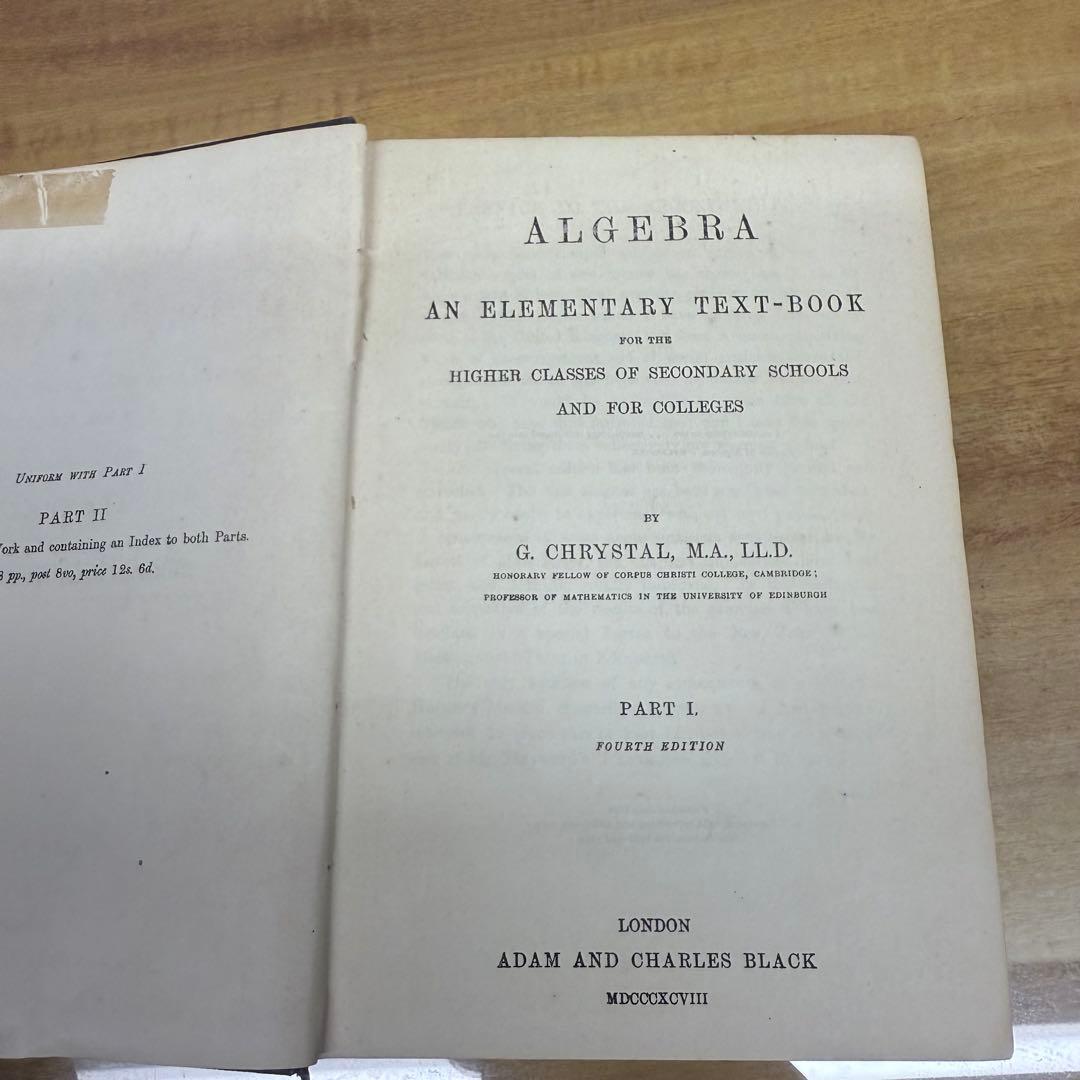 UNIFORM WITH PART I
PART II
and containing an Index to both Parts.
pp., post 8vo, price 12s. 6d.
ALGEBRA
AN ELEMENTARY TEXT-BOOK
FOR THE
HIGHER CLASSES OF SECONDARY SCHOOLS
AND FOR COLLEGES
BY
G. CHRYSTAL, M.A., LL.D.
HONORARY FELLOW OF CORPUS CHRISTI COLLEGE, CAMBRIDGE;
PROFESSOR OF MATHEMATICS IN THE UNIVERSITY OF EDINBURGH
PART I.
FOURTH EDITION
LONDON
ADAM AND CHARLES BLACK
MDCCCXCVIII